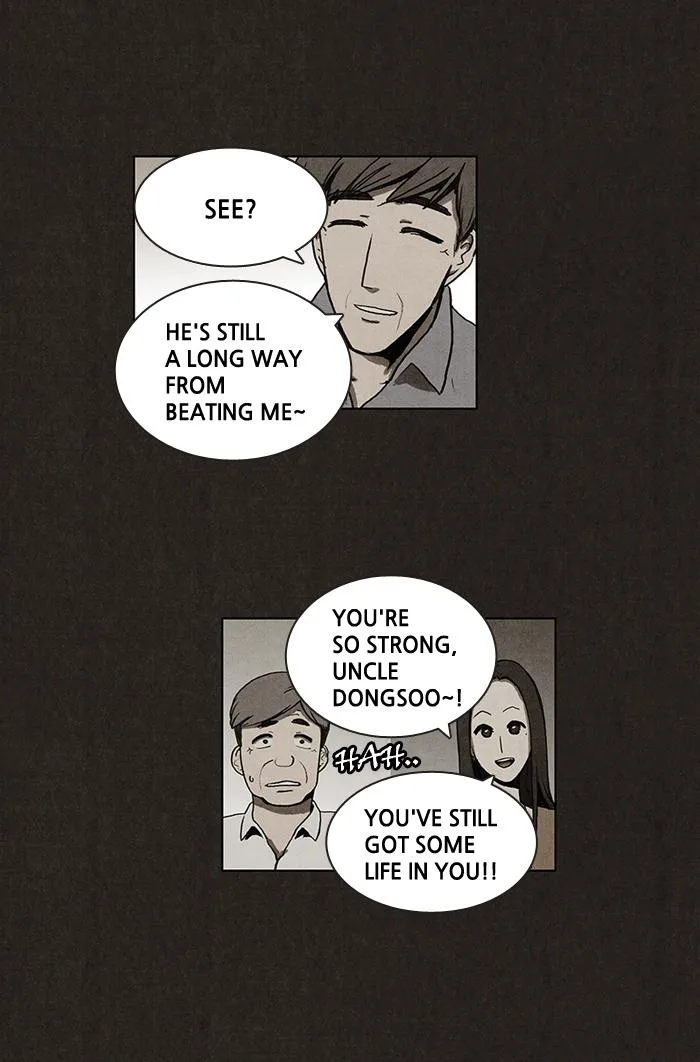 SEE?
HE'S STILL
A LONG WAY
FROM
BEATING ME~
YOU'RE
SO STRONG,
UNCLE
DONGSOO~!
HAH..
YOU'VE STILL
GOT SOME
LIFE IN YOU!!